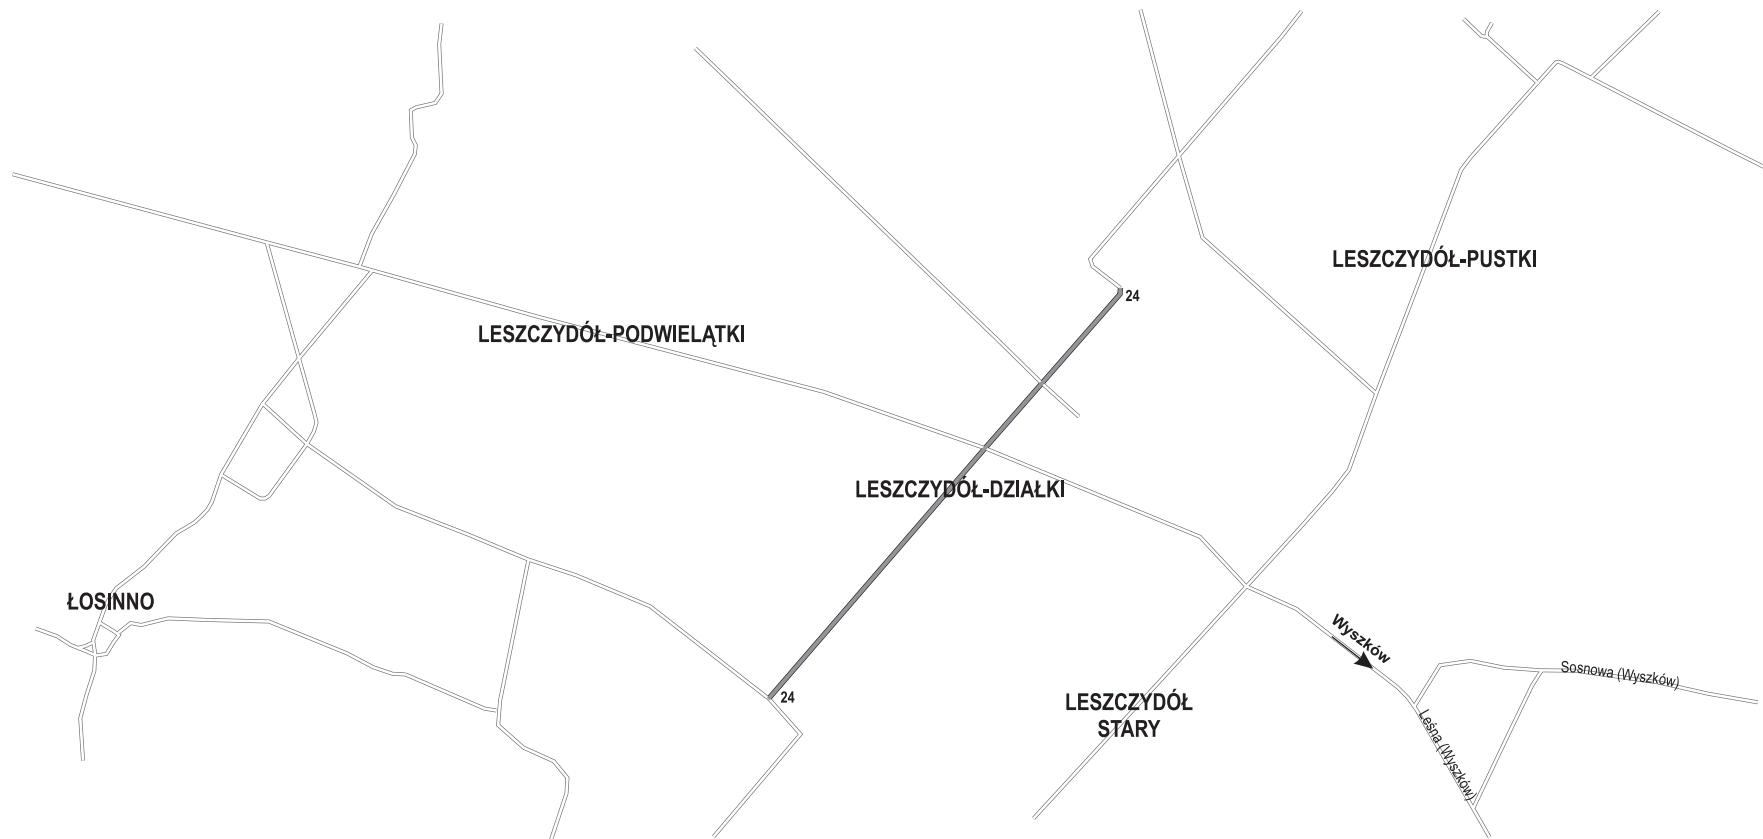 LESZCZYDÓŁ-PUSTKI
24
LESZCZYDÓŁ-PODWIELĄTKI
LESZCZYDÓŁ-DZIAŁKI
ŁOSINNO
Wyszków
Sosnowa (Wyszków)
24
LESZCZYDÓŁ
STARY
Leśna (Wyszków)